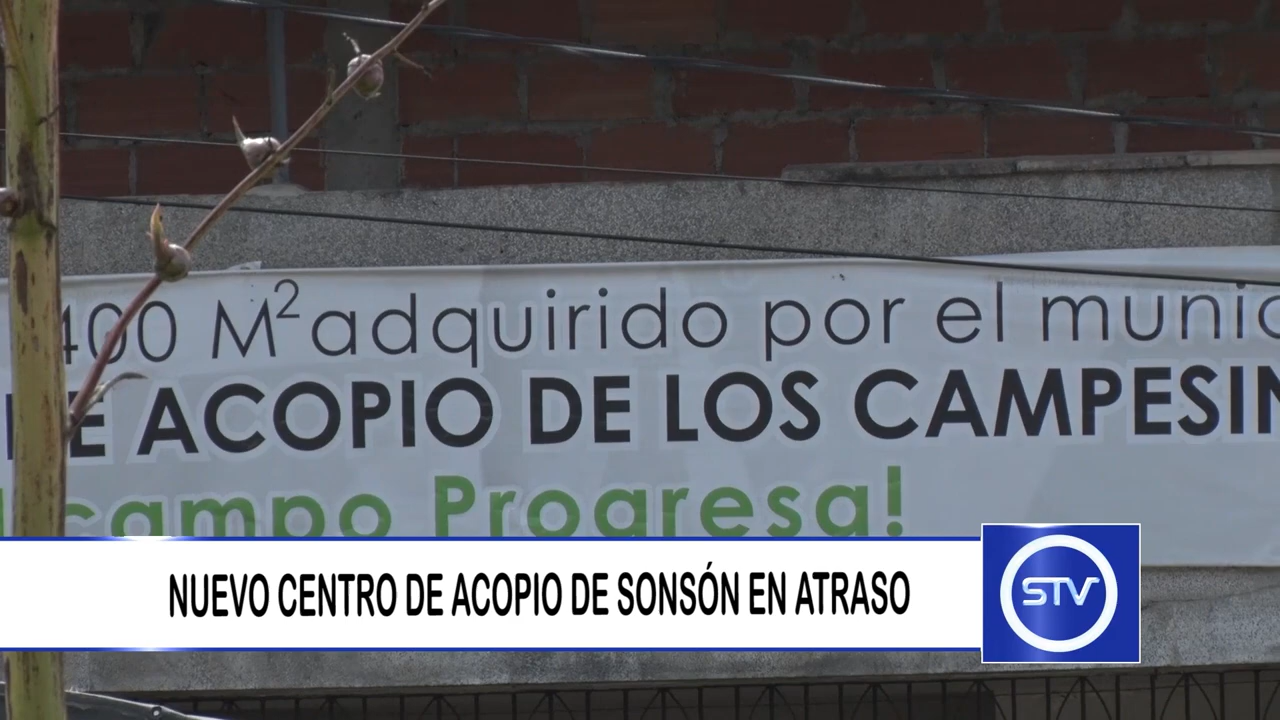 400 M² adquirido por el munic
E ACOPIO DE LOS CAMPESIN
campo Progresa!
NUEVO CENTRO DE ACOPIO DE SONSÓN EN ATRASO
STV